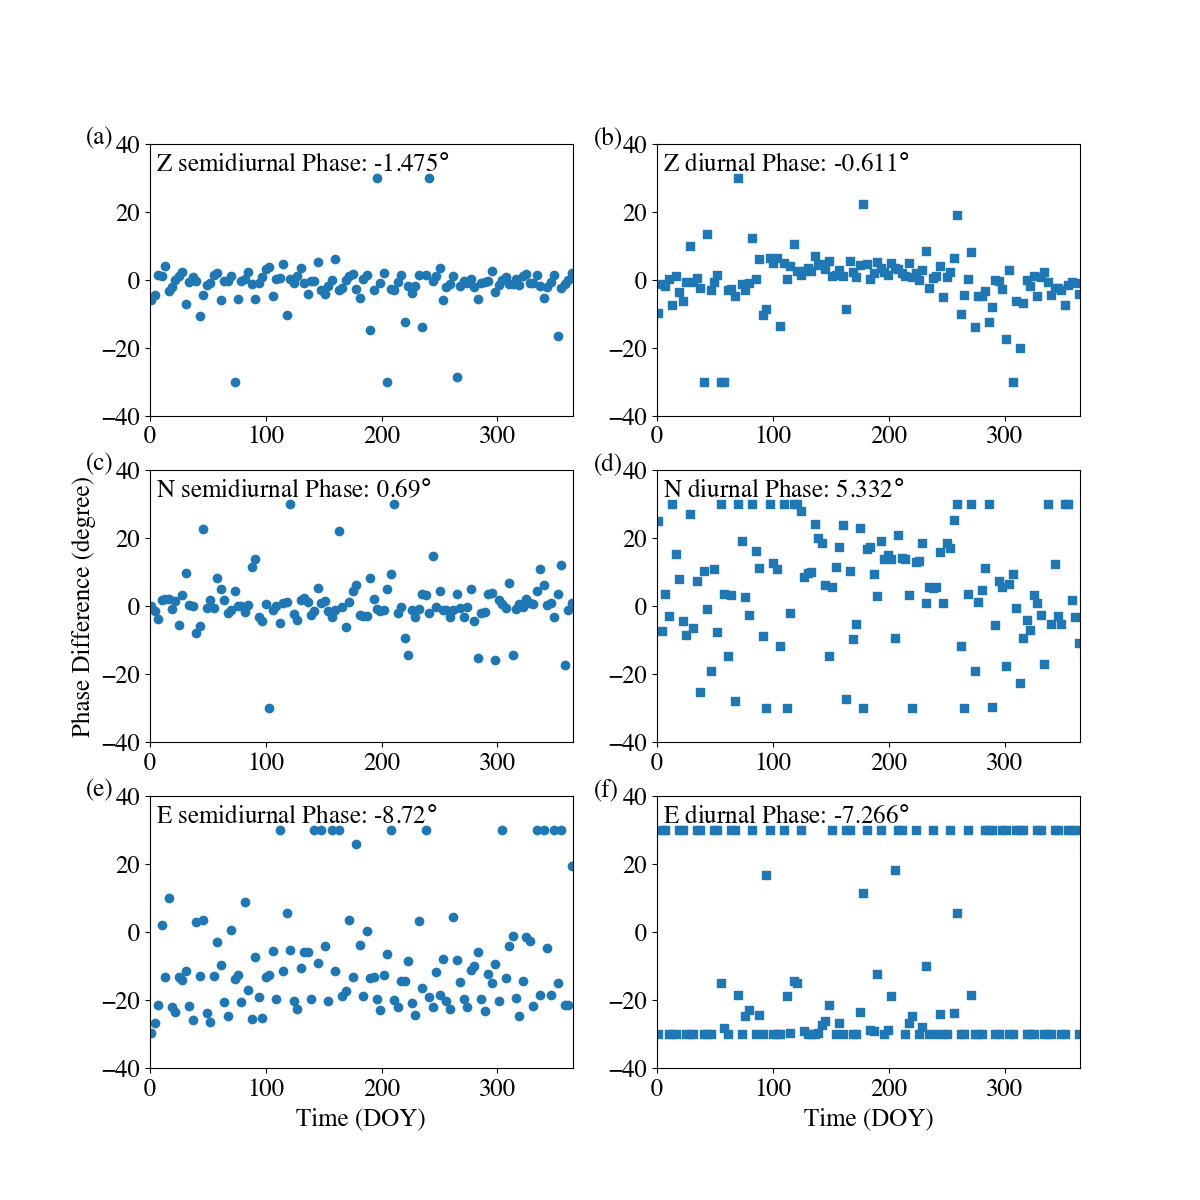 (a)
Z semidiurnal Phase: -1.475°
40
20
0
−20
−40
0 100 200 300
(b)
Z diurnal Phase: -0.611°
40
20
0
−20
−40
0 100 200 300
Phase Difference (degree)
(c)
N semidiurnal Phase: 0.69°
40
20
0
−20
−40
0 100 200 300
(d)
N diurnal Phase: 5.332°
40
20
0
−20
−40
0 100 200 300
(e)
E semidiurnal Phase: -8.72°
40
20
0
−20
−40
0 100 200 300
Time (DOY)
(f)
E diurnal Phase: -7.266°
40
20
0
−20
−40
0 100 200 300
Time (DOY)